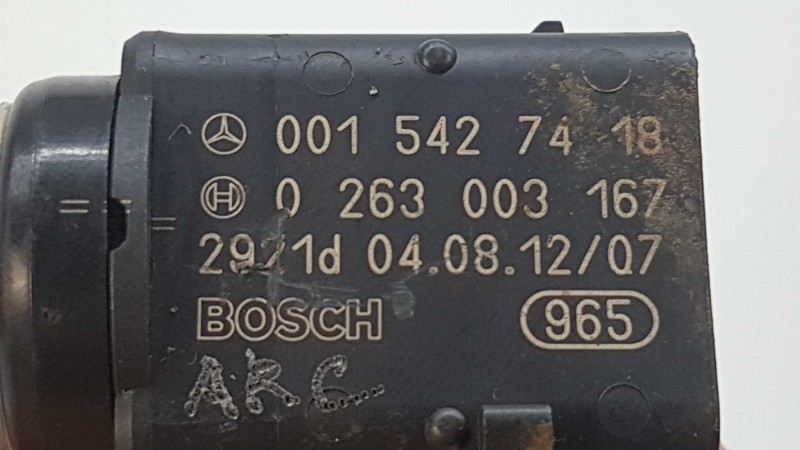 001 542 74 18
0 263 003 167
2921d 04.08.12/07
BOSCH 965
A.R.C